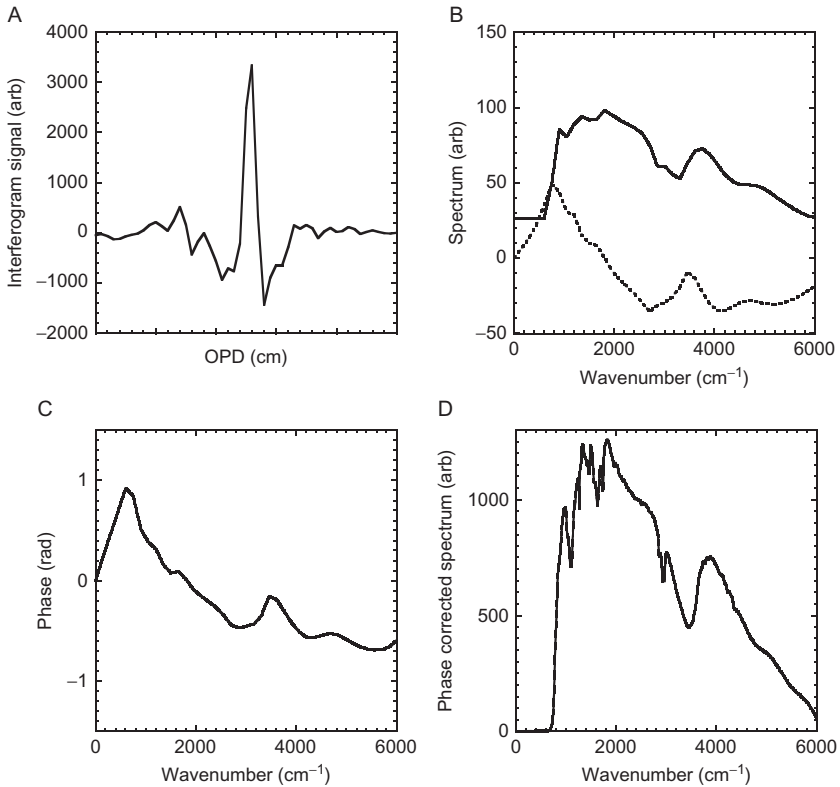 A
4000
3000
2000
1000
0
−1000
−2000
Interferogram signal (arb)
OPD (cm)
B
150
100
50
0
−50
Spectrum (arb)
0
2000
4000
6000
Wavenumber (cm−1)
C
1
0
−1
Phase (rad)
0
2000
4000
6000
Wavenumber (cm−1)
D
1000
500
0
Phase corrected spectrum (arb)
0
2000
4000
6000
Wavenumber (cm−1)